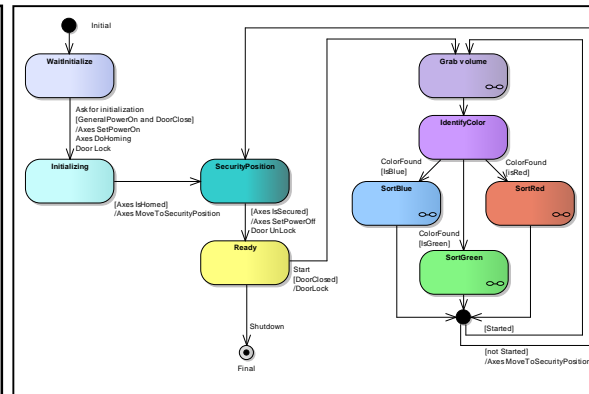 Initial
WaitInitialize
Ask for initialization
[GeneralPowerOn and DoorClose]
/Axes SetPowerOn
Axes DoHoming
Door Lock
Initializing
[Axes IsHomed]
/Axes MoveToSecurityPosition
SecurityPosition
[Axes IsSecured]
/Axes SetPowerOff
Door UnLock
Ready
Start
[DoorClosed]
/DoorLock
Shutdown
Final
Grab volume
IdentifyColor
ColorFound
[IsBlue]
ColorFound
[isRed]
SortBlue
SortRed
ColorFound
[IsGreen]
SortGreen
[Started]
[not Started]
/Axes MoveToSecurityPosition